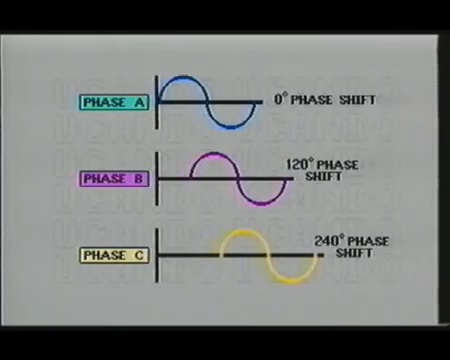 PHASE A
0° PHASE SHIFT
120° PHASE
SHIFT
PHASE B
240° PHASE
SHIFT
PHASE C